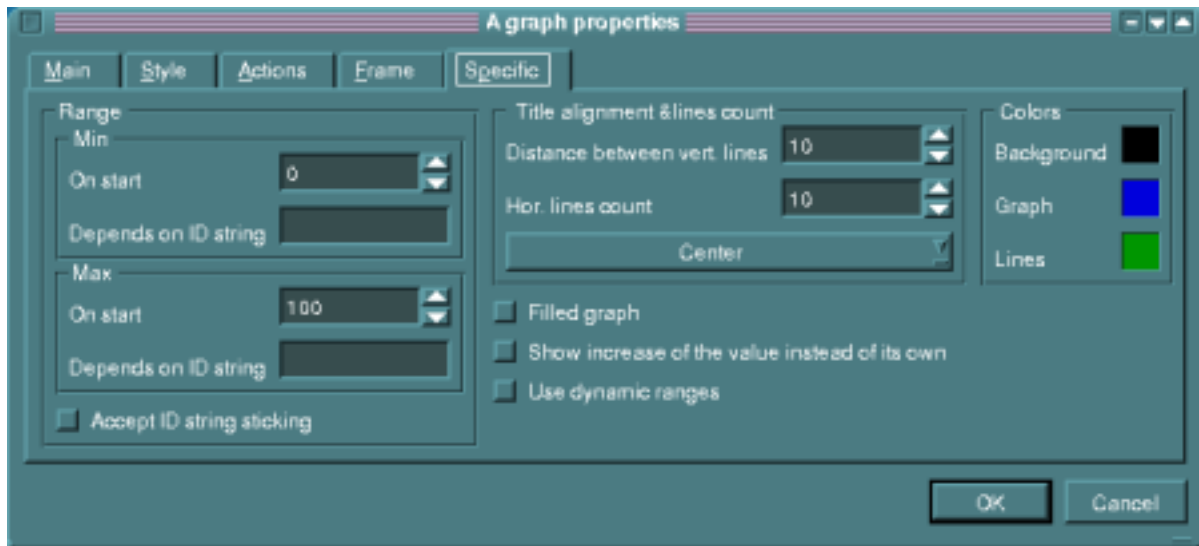 A graph properties
Main Style Actions Frame Specific
Range
Min
On start 0
Depends on ID string
Max
On start 100
Depends on ID string
Accept ID string sticking
Title alignment &lines count
Distance between vert. lines 10
Hor. lines count 10
Center
Filled graph
Show increase of the value instead of its own
Use dynamic ranges
Colors
Background
Graph
Lines
OK Cancel